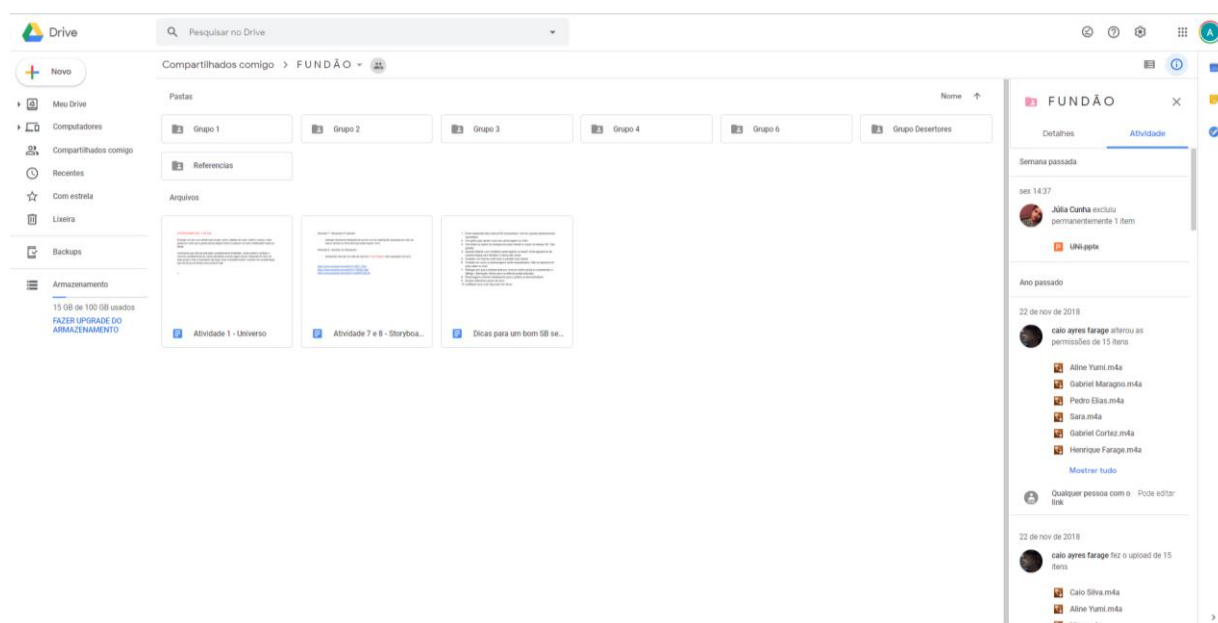 Drive
Pesquisar no Drive
A
Novo
Meu Drive
Computadores
Compartilhados comigo
Recentes
Com estrela
Lixeira
Backups
Armazenamento
15 GB de 100 GB usados
FAZER UPGRADE DO
ARMAZENAMENTO
Compartilhados comigo > F U N D Ã O
Pastas
Nome
Grupo 1
Grupo 2
Grupo 3
Grupo 4
Grupo 6
Grupo Desertores
Referencias
Arquivos
Atividade 1 - Universo
Atividade 7 e 8 - Storyboa...
Dicas para um bom SB se...
F U N D Ã O
Detalhes
Atividade
Semana passada
sex 14:37
Júlia Cunha excluiu
permanentemente 1 item
UNI.pptx
Ano passado
22 de nov de 2018
caio ayres farage alterou as
permissões de 15 itens
Aline Yumi.m4a
Gabriel Maragno.m4a
Pedro Elias.m4a
Sara.m4a
Gabriel Cortez.m4a
Henrique Farage.m4a
Mostrar tudo
Qualquer pessoa com o Pode editar
link
22 de nov de 2018
caio ayres farage fez o upload de 15
itens
Caio Silva.m4a
Aline Yumi.m4a